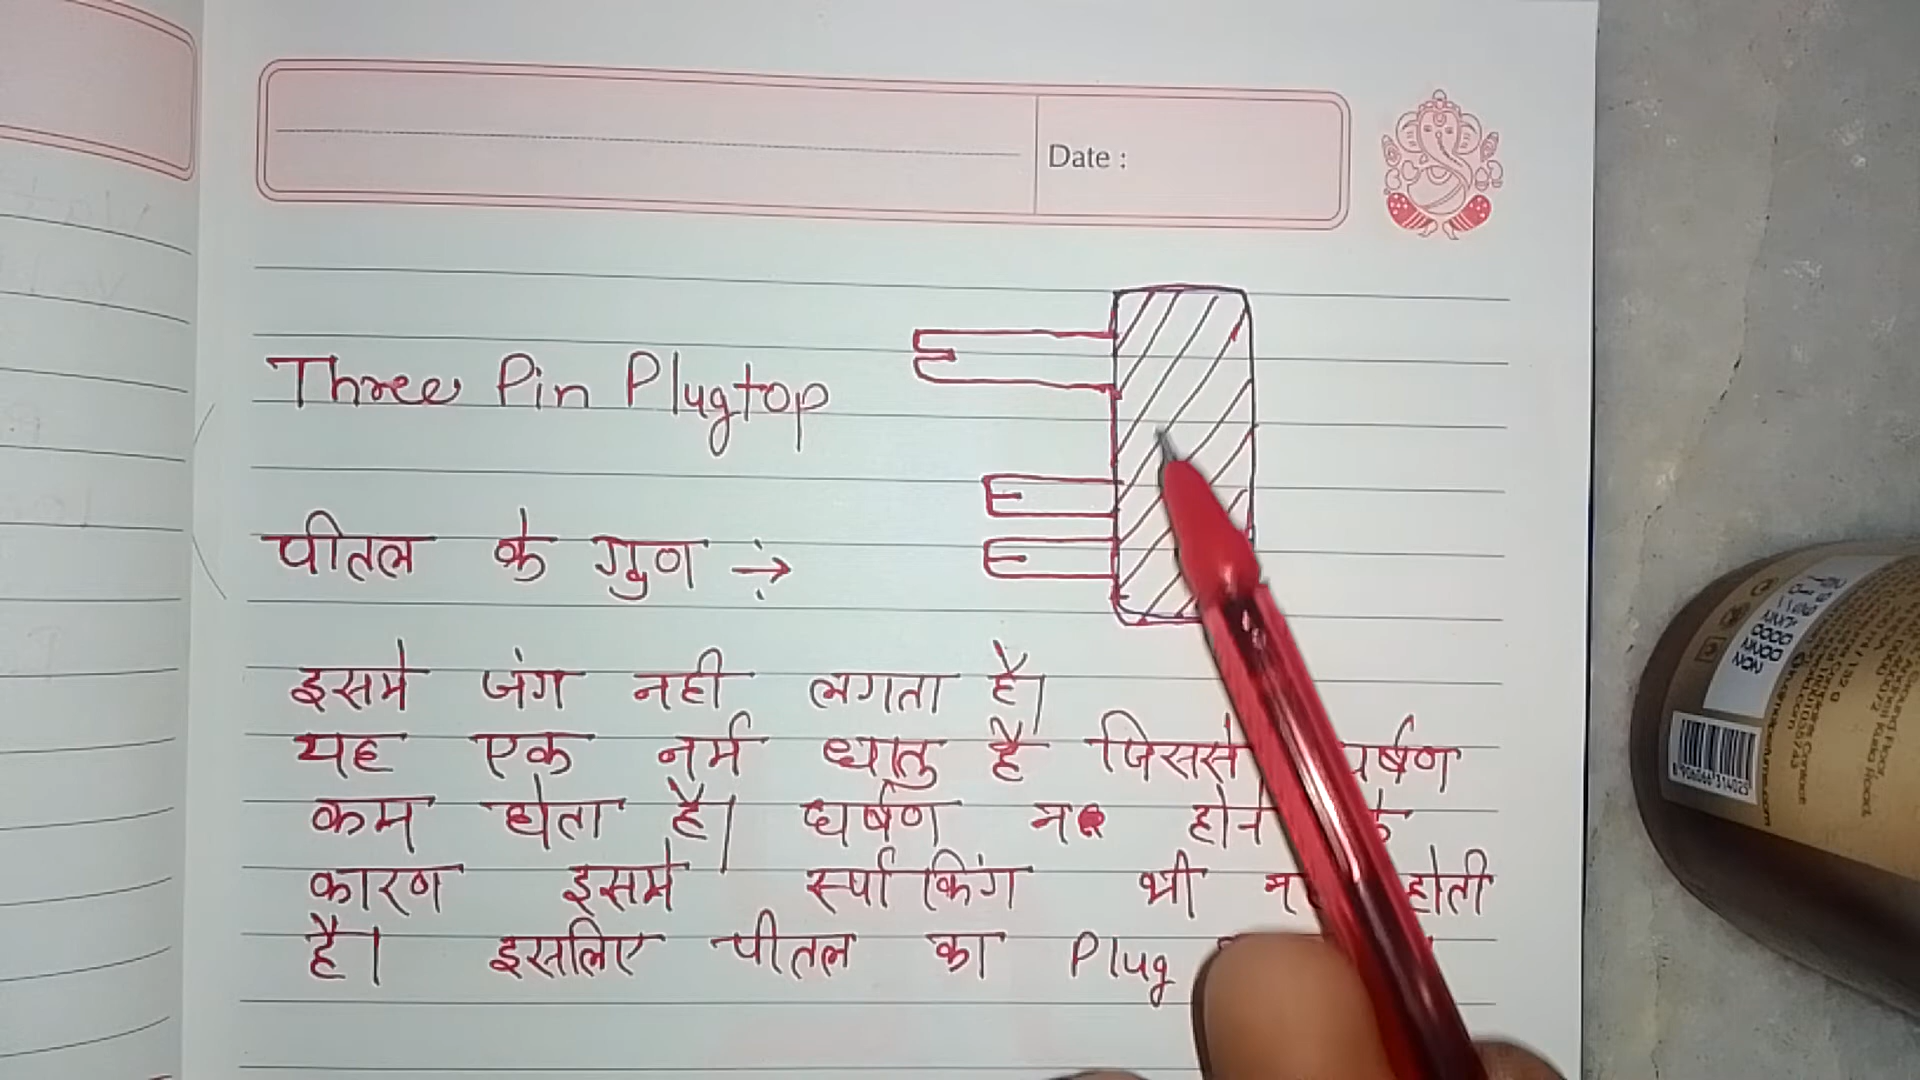 Date :
Three Pin Plugtop
पीतल के गुण →
इसमे जंग नही लगता है।
यह एक नर्म धातु है जिससे
कम होता है। घर्षण न होने के
कारण इसमे र्स्पाकिंग भी होती
है। इसलिए पीतल का Plug